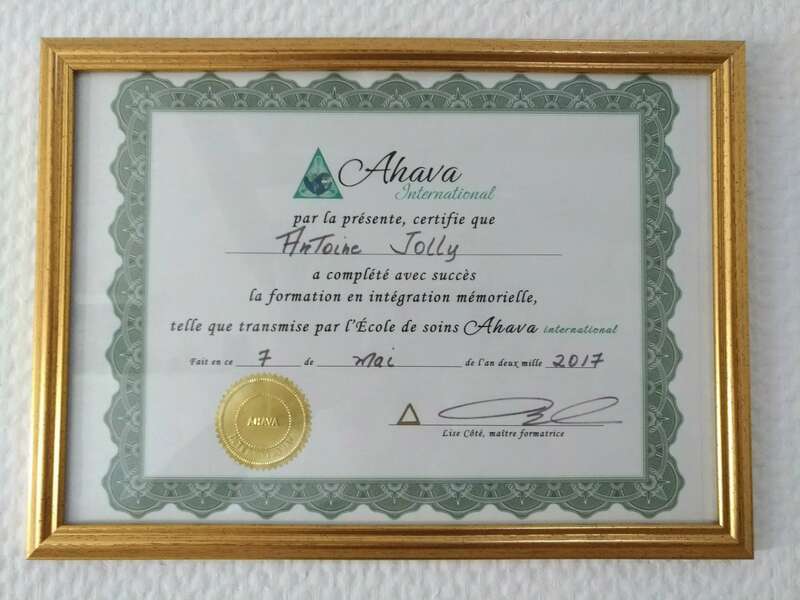 Ahava
International
par la présente, certifie que
Antoine Jolly
a complété avec succès
la formation en intégration mémorielle,
telle que transmise par l'École de soins Ahava international
Fait en ce 7 de mai de l'an deux mille 2017
AHAVA
Lise Côté, maître formatrice